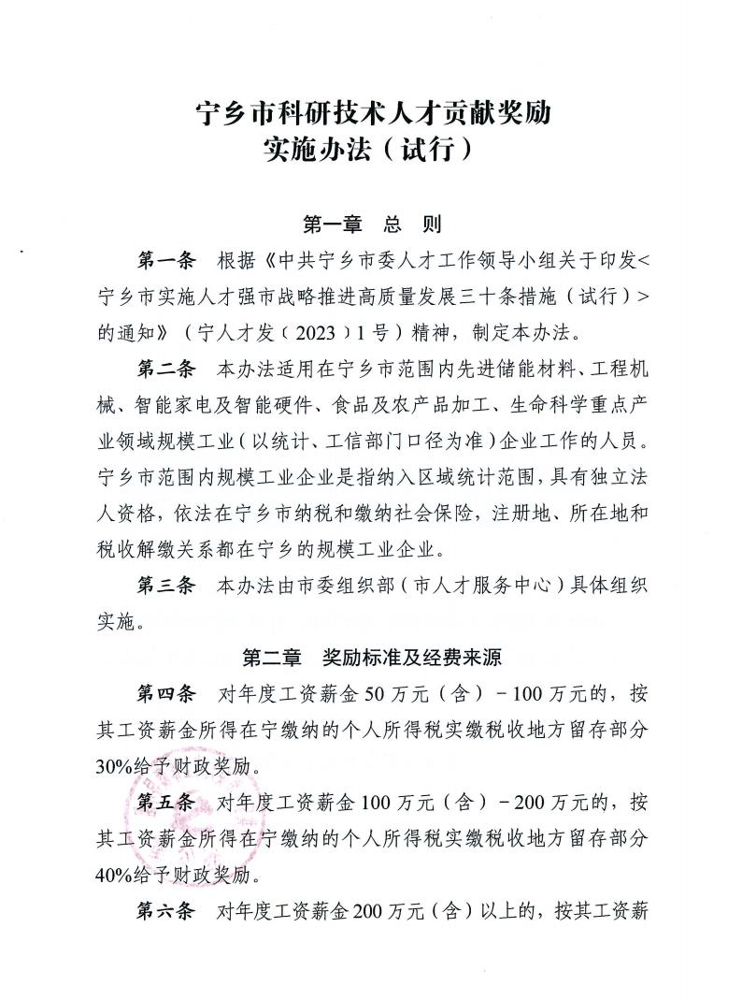 宁乡市科研技术人才贡献奖励
实施办法（试行）
第一章 总 则
第一条 根据《中共宁乡市委人才工作领导小组关于印发<
宁乡市实施人才强市战略推进高质量发展三十条措施（试行）>
的通知》（宁人才发﹝2023﹞1号）精神，制定本办法。
第二条 本办法适用在宁乡市范围内先进储能材料、工程机
械、智能家电及智能硬件、食品及农产品加工、生命科学重点产
业领域规模工业（以统计、工信部门口径为准）企业工作的人员。
宁乡市范围内规模工业企业是指纳入区域统计范围，具有独立法
人资格，依法在宁乡市纳税和缴纳社会保险，注册地、所在地和
税收解缴关系都在宁乡的规模工业企业。
第三条 本办法由市委组织部（市人才服务中心）具体组织
实施。
第二章 奖励标准及经费来源
第四条 对年度工资薪金50万元（含）－100万元的，按
其工资薪金所得在宁缴纳的个人所得税实缴税收地方留存部分
30%给予财政奖励。
第五条 对年度工资薪金100万元（含）－200万元的，按
其工资薪金所得在宁缴纳的个人所得税实缴税收地方留存部分
40%给予财政奖励。
第六条 对年度工资薪金200万元（含）以上的，按其工资薪